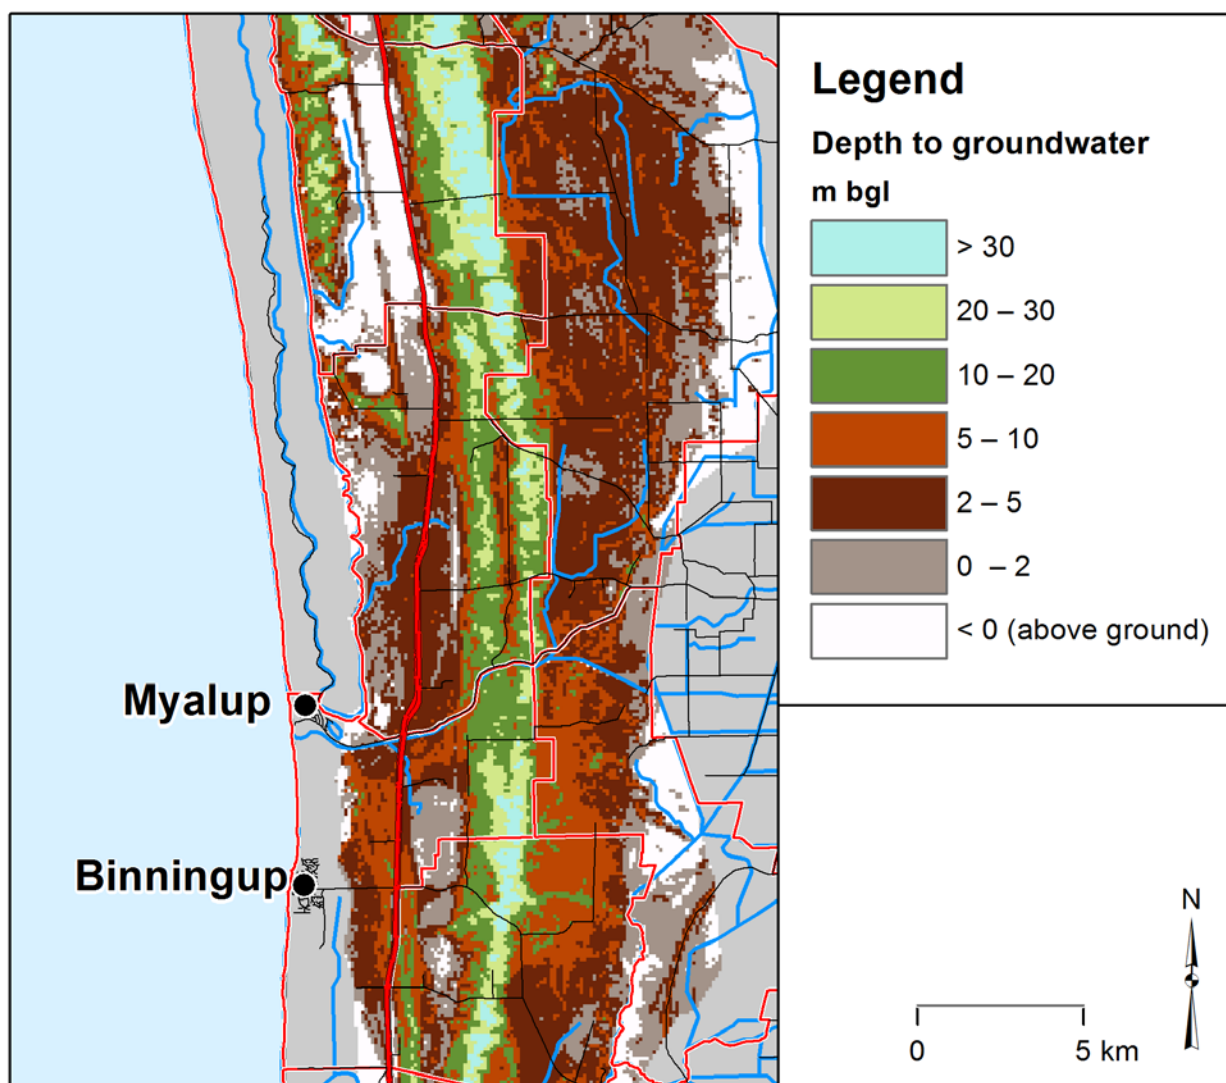 Legend
Depth to groundwater
m bgl
> 30
20 – 30
10 – 20
5 – 10
2 – 5
0 – 2
< 0 (above ground)
Myalup
Binningup
N
0 5 km